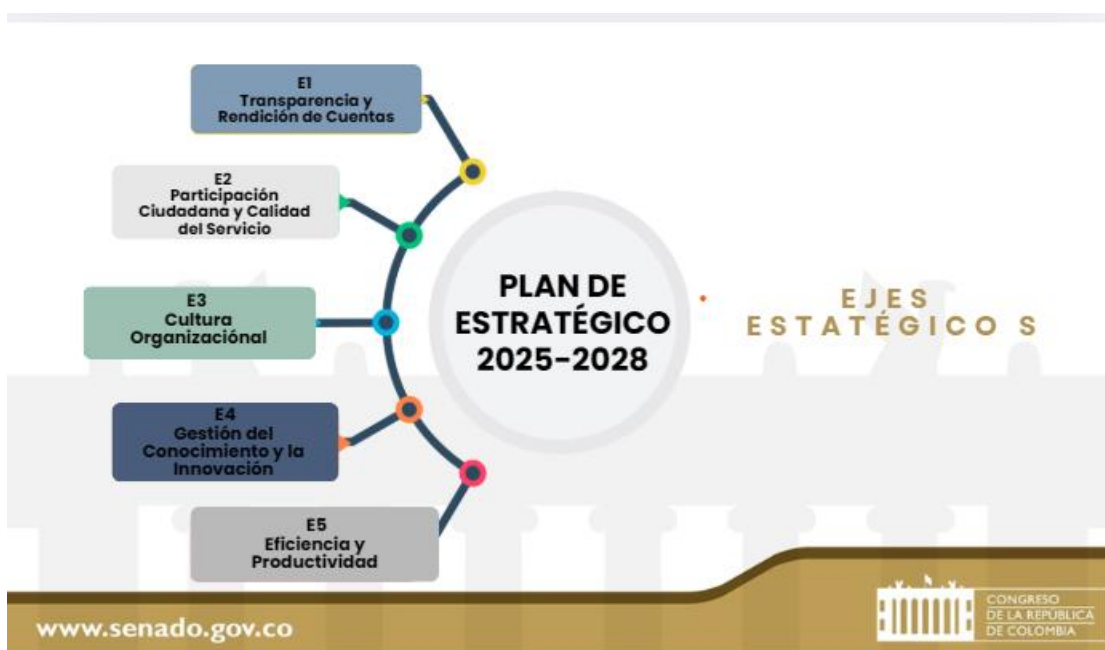 E1
Transparencia y
Rendición de Cuentas
E2
Participación
Ciudadana y Calidad
del Servicio
E3
Cultura
Organizaciónal
E4
Gestión del
Conocimiento y la
Innovación
E5
Eficiencia y
Productividad
PLAN DE
ESTRATÉGICO
2025-2028
EJES
ESTATÉGICO S
www.senado.gov.co
CONGRESO
DE LA REPÚBLICA
DE COLOMBIA